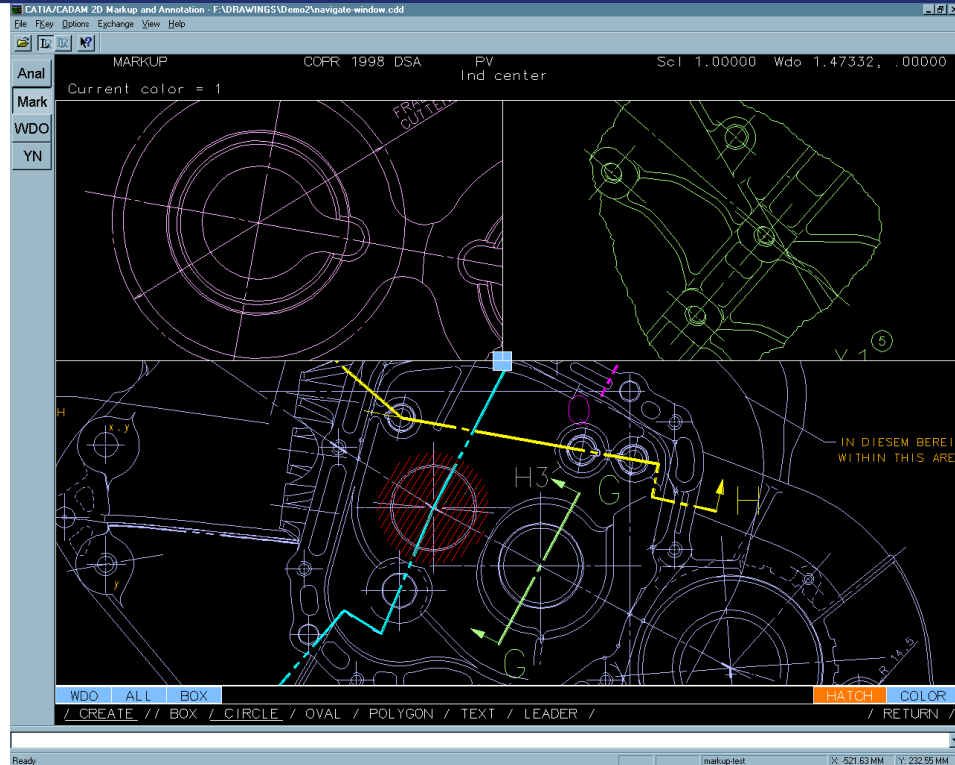 CATIA/CADAM 2D Markup and Annotation - F:\DRAWINGS\Demo2\navigate-window.cdd
File FKey Options Exchange View Help
MARKUP COPR 1998 DSA PV Scl 1.00000 Wdo 1.47332, .00000
Ind center
Current color = 1
Anal
Mark
WDO
YN
CUTTE
5
H
x,y
O
IN DIESEM BEREI
WITHIN THIS ARE
H3
G
H
y
G
R 14,5
WDO ALL BOX HATCH COLOR
/ CREATE // BOX / CIRCLE / OVAL / POLYGON / TEXT / LEADER / / RETURN /
Ready markup-test X: -521.63 MM Y: 232.55 MM